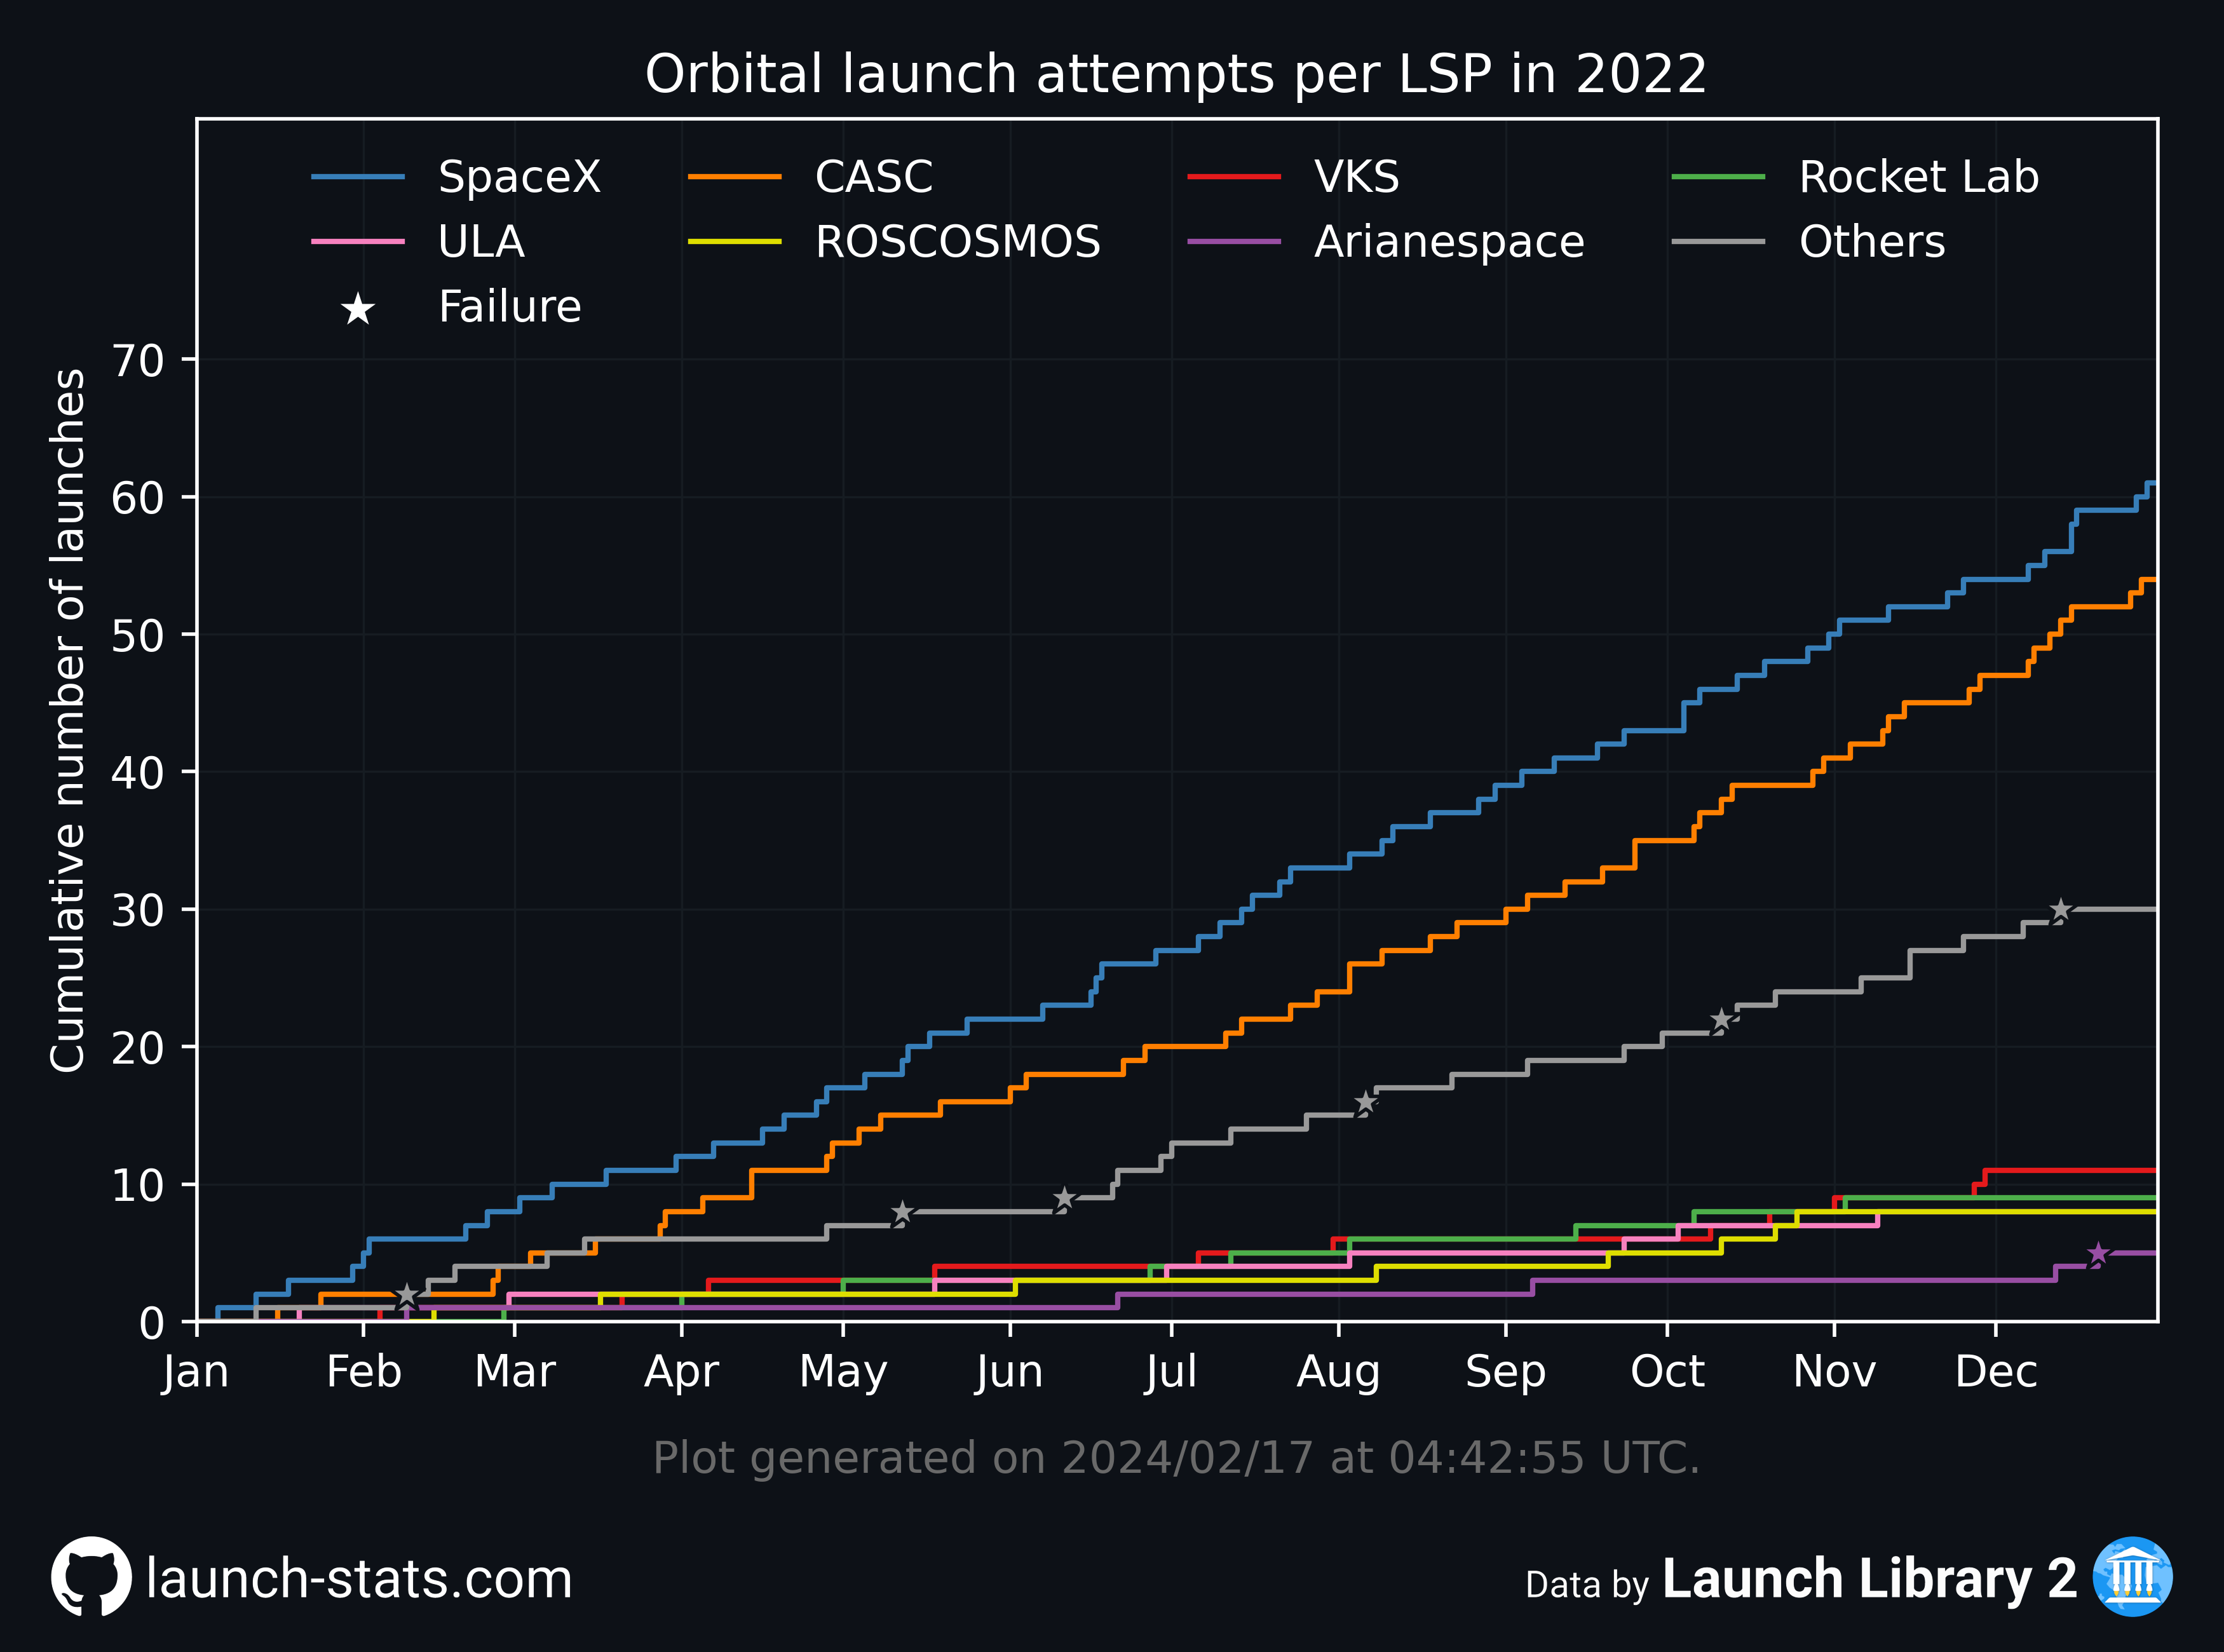 Orbital launch attempts per LSP in 2022
SpaceX CASC VKS Rocket Lab
ULA ROSCOSMOS Arianespace Others
Failure
Cumulative number of launches
70
60
50
40
30
20
10
0
Jan Feb Mar Apr May Jun Jul Aug Sep Oct Nov Dec
Plot generated on 2024/02/17 at 04:42:55 UTC.
launch-stats.com
Data by Launch Library 2